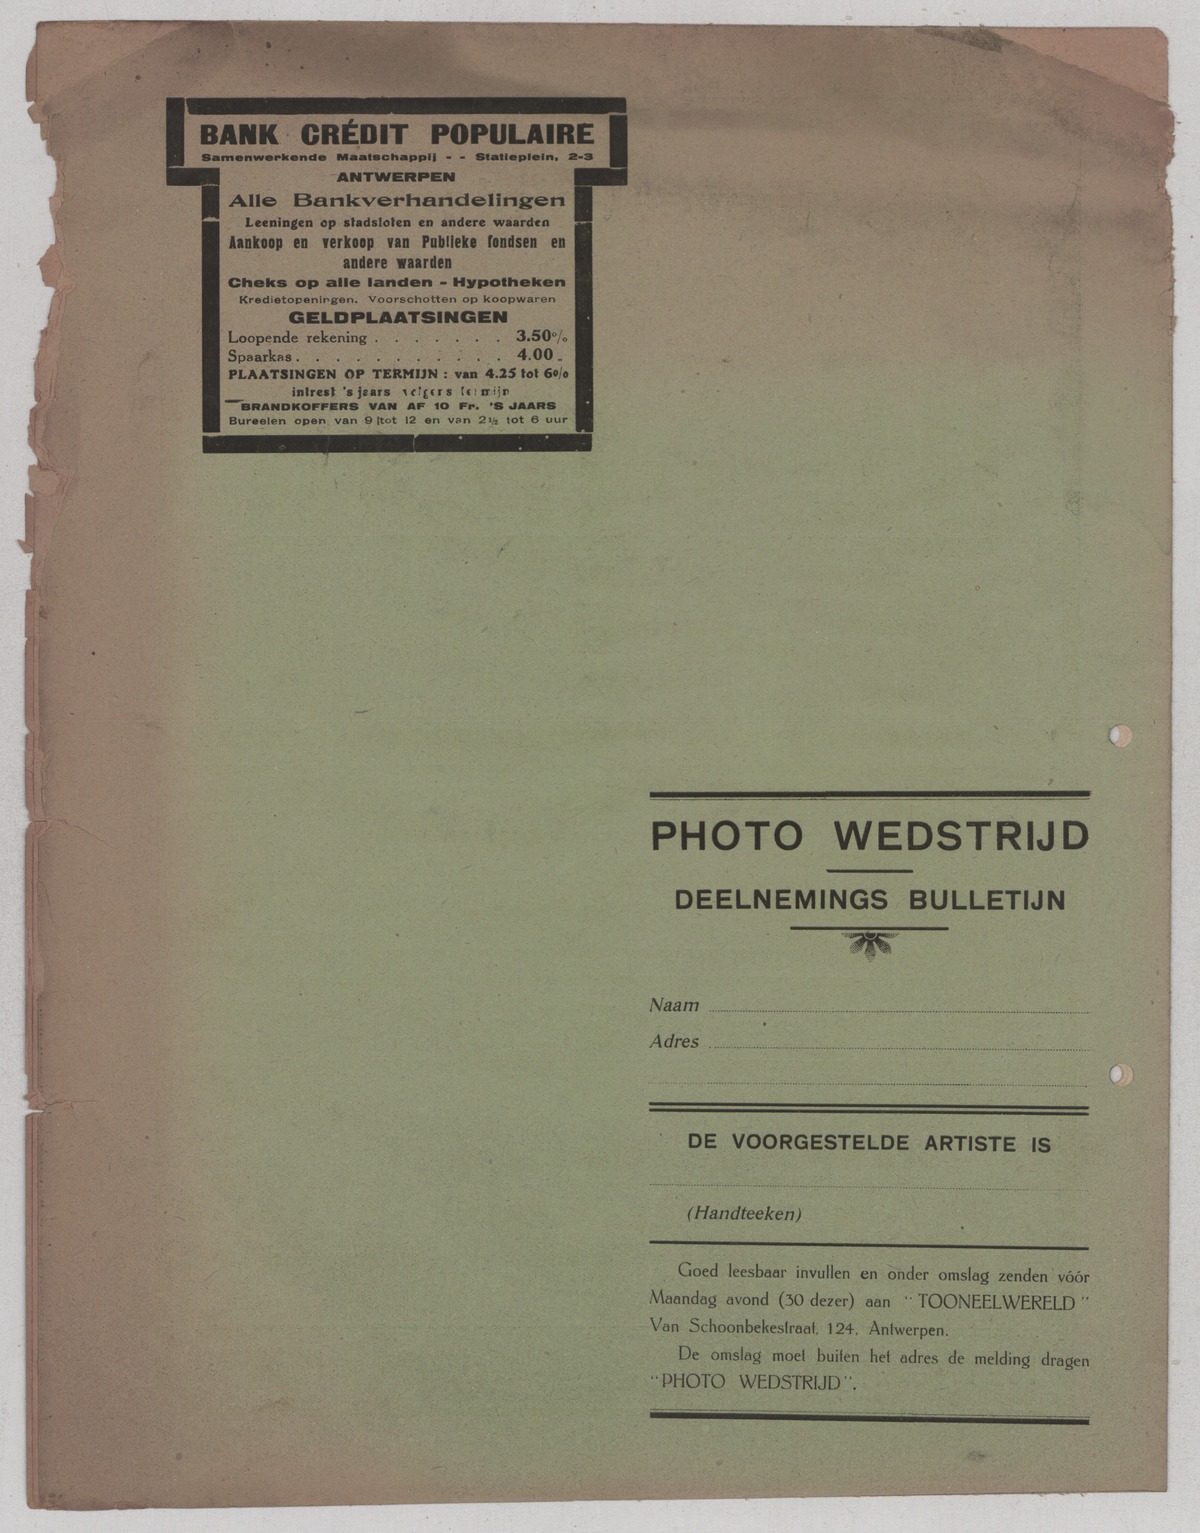 BANK CRÉDIT POPULAIRE
Samenwerkende Maatschappij - - Statieplein, 2-3
ANTWERPEN
Alle Bankverhandelingen
Leeningen op stadsloten en andere waarden
Aankoop en verkoop van Publieke fondsen en
andere waarden
Cheks op alle landen - Hypotheken
Kredietopeningen. Voorschotten op koopwaren
GELDPLAATSINGEN
Loopende rekening . . . . . . . 3.50%
Spaarkas. . . . . . . . . . . 4.00 „
PLAATSINGEN OP TERMIJN : van 4.25 tot 6%
intrest 's jaars volgens termijn
BRANDKOFFERS VAN AF 10 Fr. 'S JAARS
Bureelen open van 9 tot 12 en van 2½ tot 6 uur
PHOTO WEDSTRIJD
DEELNEMINGS BULLETIJN
Naam
Adres
DE VOORGESTELDE ARTISTE IS
(Handteeken)
Goed leesbaar invullen en onder omslag zenden vóór
Maandag avond (30 dezer) aan "TOONEELWERELD"
Van Schoonbekestraat, 124, Antwerpen.
De omslag moet buiten het adres de melding dragen
"PHOTO WEDSTRIJD".